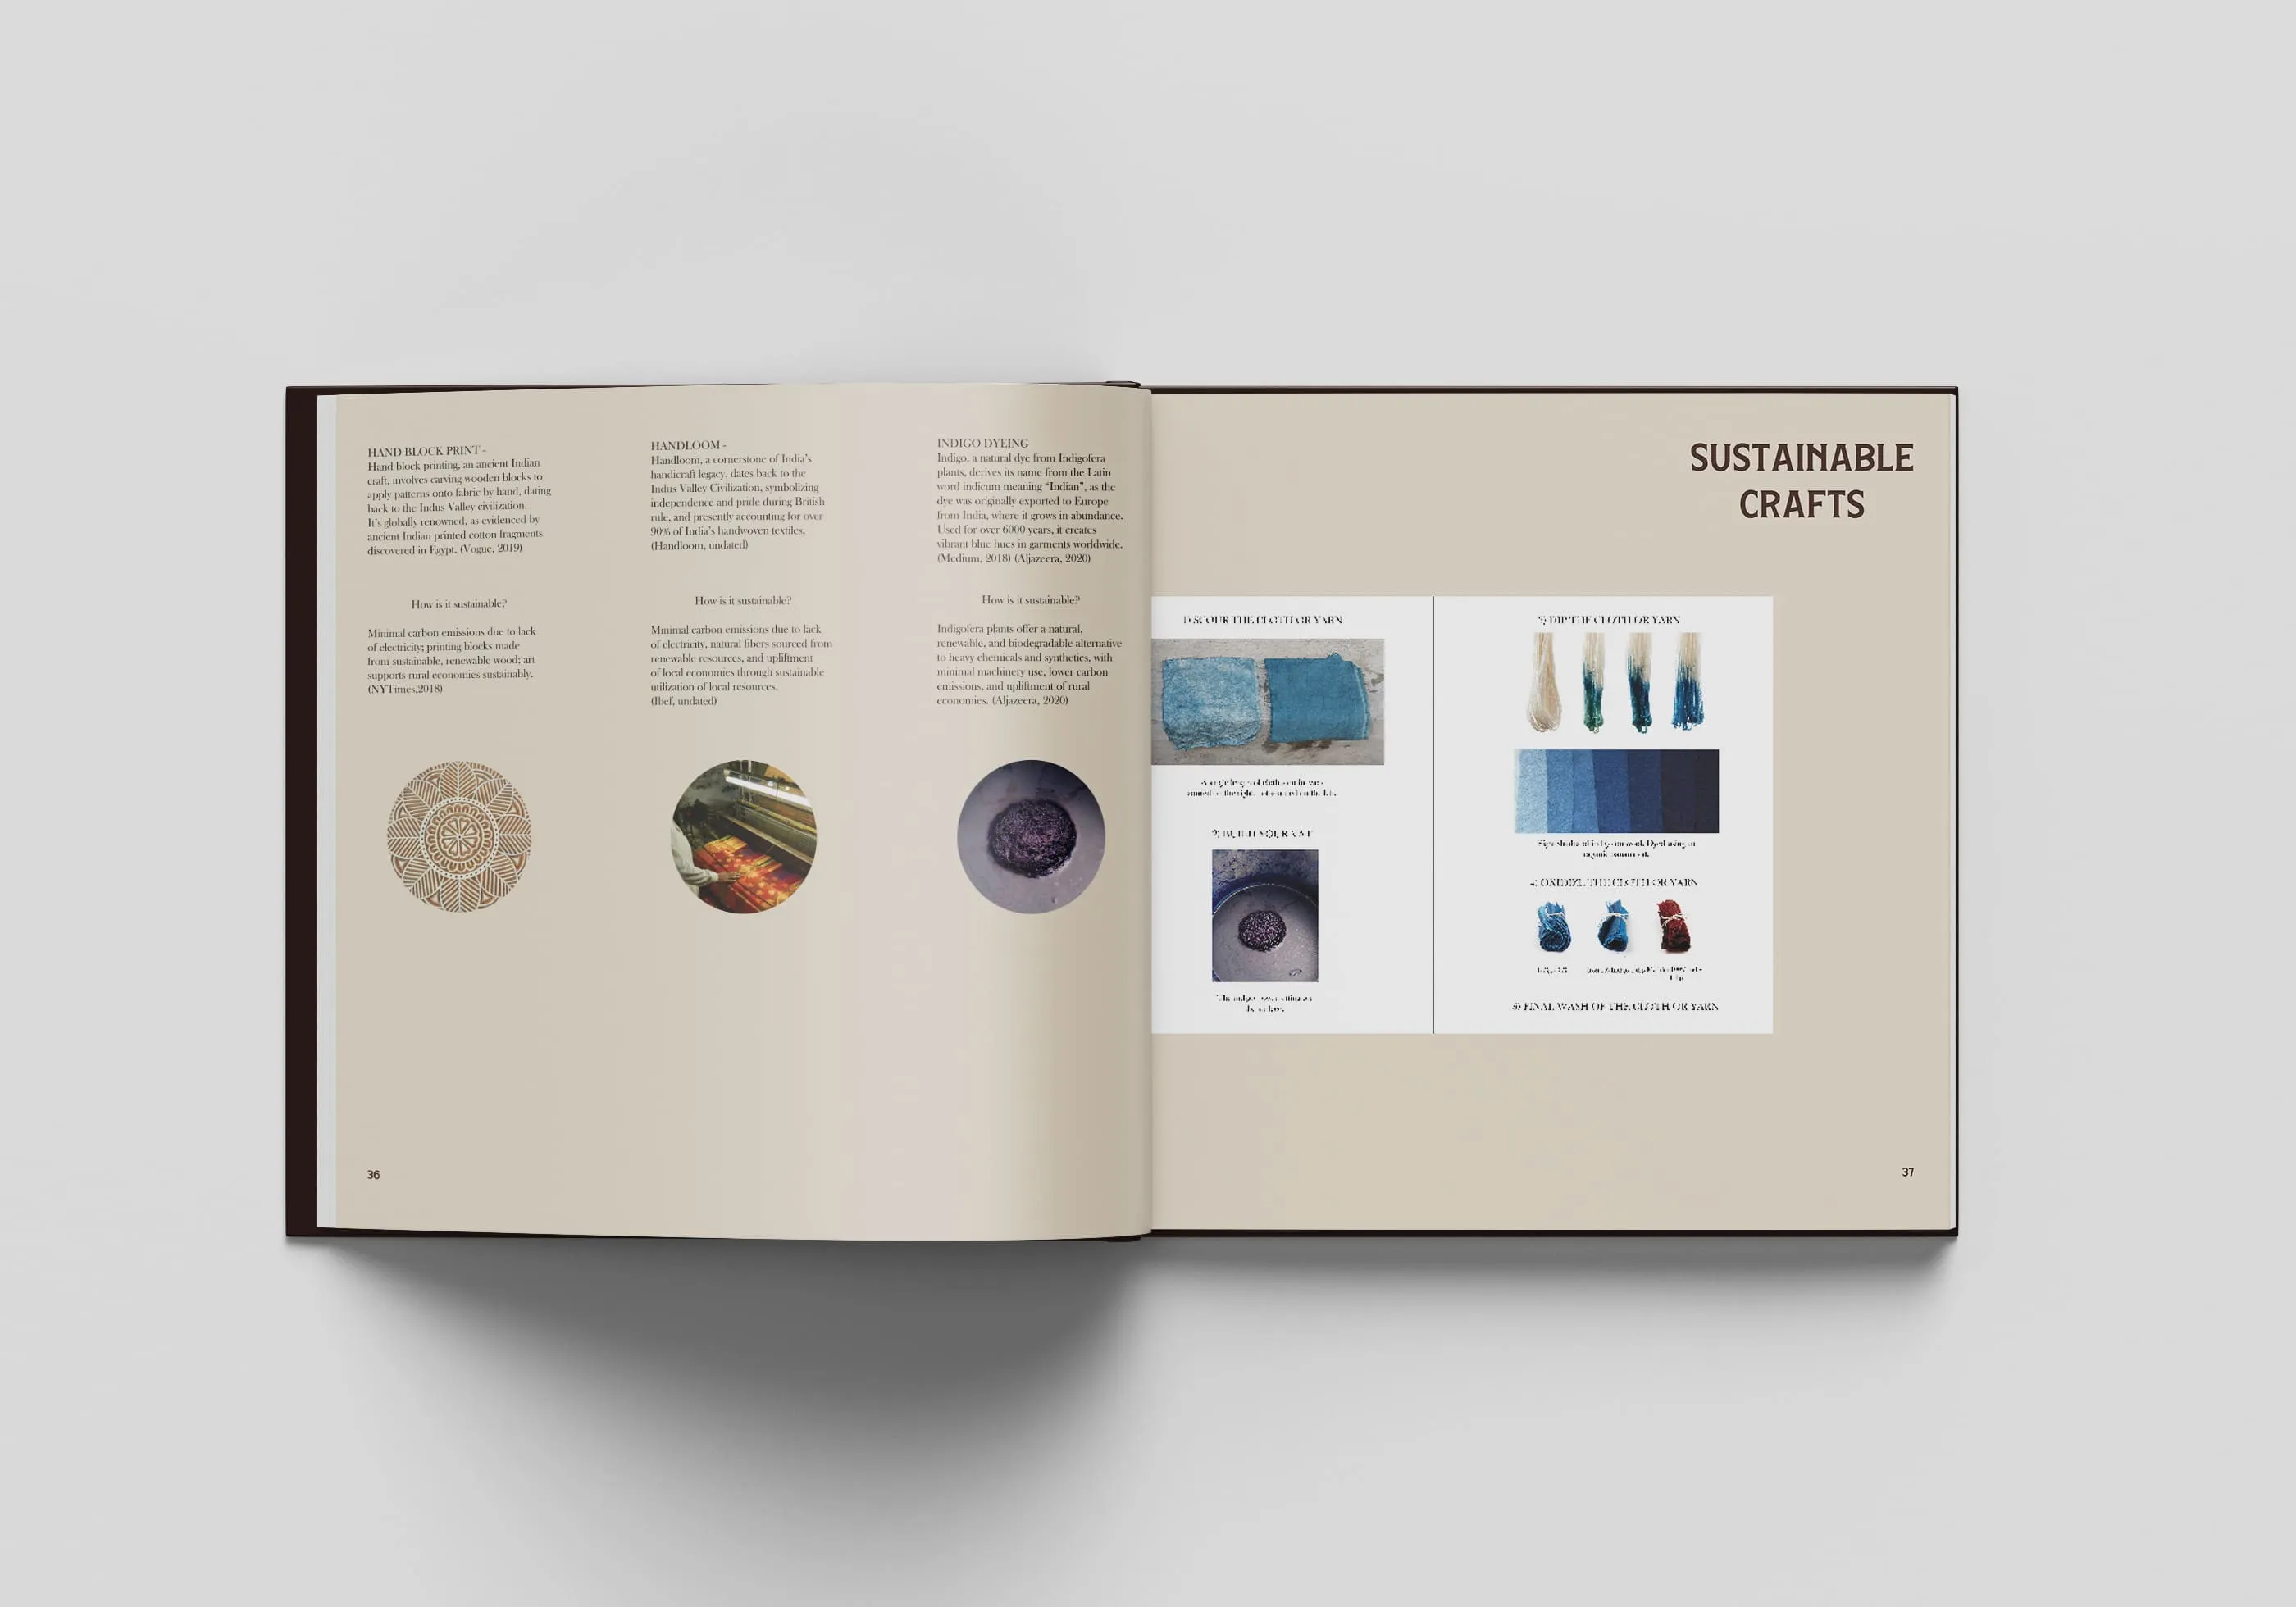 HAND BLOCK PRINT -
Hand block printing, an ancient Indian
craft, involves carving wooden blocks to
apply patterns onto fabric by hand, dating
back to the Indus Valley civilization.
It's globally renowned, as evidenced by
ancient Indian printed cotton fragments
discovered in Egypt. (Vogue, 2019)
How is it sustainable?
Minimal carbon emissions due to lack
of electricity; printing blocks made
from sustainable, renewable wood; art
supports rural economies sustainably.
(NYTimes,2018)
HANDLOOM -
Handloom, a cornerstone of India's
handicraft legacy, dates back to the
Indus Valley Civilization, symbolizing
independence and pride during British
rule, and presently accounting for over
90% of India's handwoven textiles.
(Handloom, undated)
How is it sustainable?
Minimal carbon emissions due to lack
of electricity, natural fibers sourced from
renewable resources, and upliftment
of local economies through sustainable
utilization of local resources.
(Ibef, undated)
INDIGO DYEING
Indigo, a natural dye from Indigofera
plants, derives its name from the Latin
word indicum meaning “Indian”, as the
dye was originally exported to Europe
from India, where it grows in abundance.
Used for over 6000 years, it creates
vibrant blue hues in garments worldwide.
(Medium, 2018) (Aljazeera, 2020)
How is it sustainable?
Indigofera plants offer a natural,
renewable, and biodegradable alternative
to heavy chemicals and synthetics, with
minimal machinery use, lower carbon
emissions, and upliftment of rural
economies. (Aljazeera, 2020)
36
SUSTAINABLE
CRAFTS
1) SCOUR THE CLOTH OR YARN
2) BUILD YOUR VAT
3) DIP THE CLOTH OR YARN
4) OXIDIZE THE CLOTH OR YARN
5) FINAL WASH OF THE CLOTH OR YARN
37